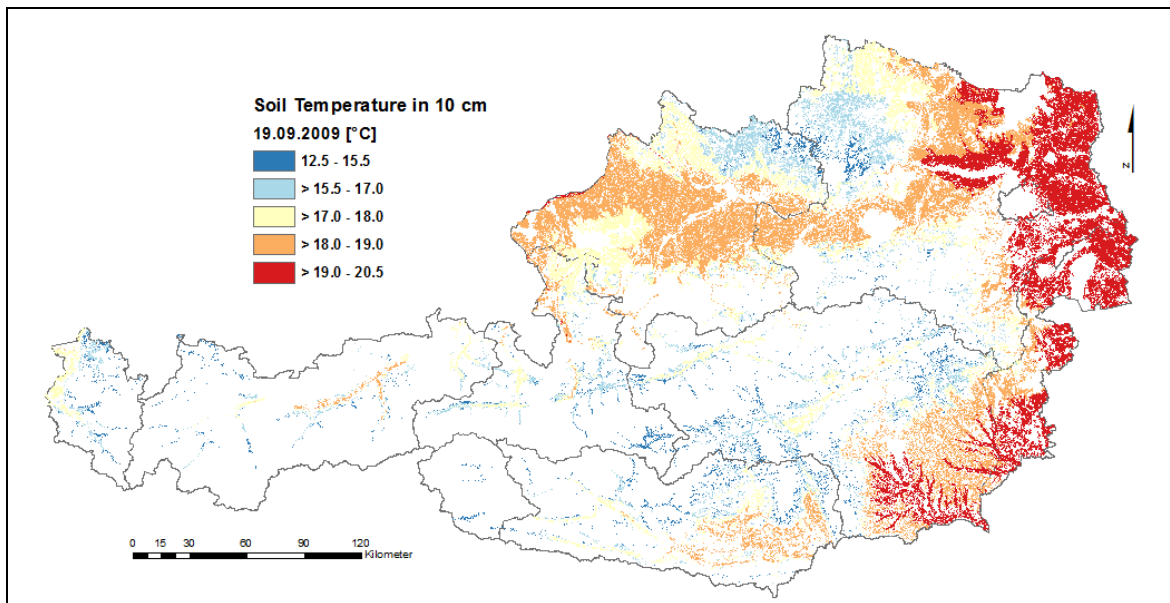 Soil Temperature in 10 cm
19.09.2009 [°C]
12.5 - 15.5
> 15.5 - 17.0
> 17.0 - 18.0
> 18.0 - 19.0
> 19.0 - 20.5
N
0 15 30 60 90 120
Kilometer